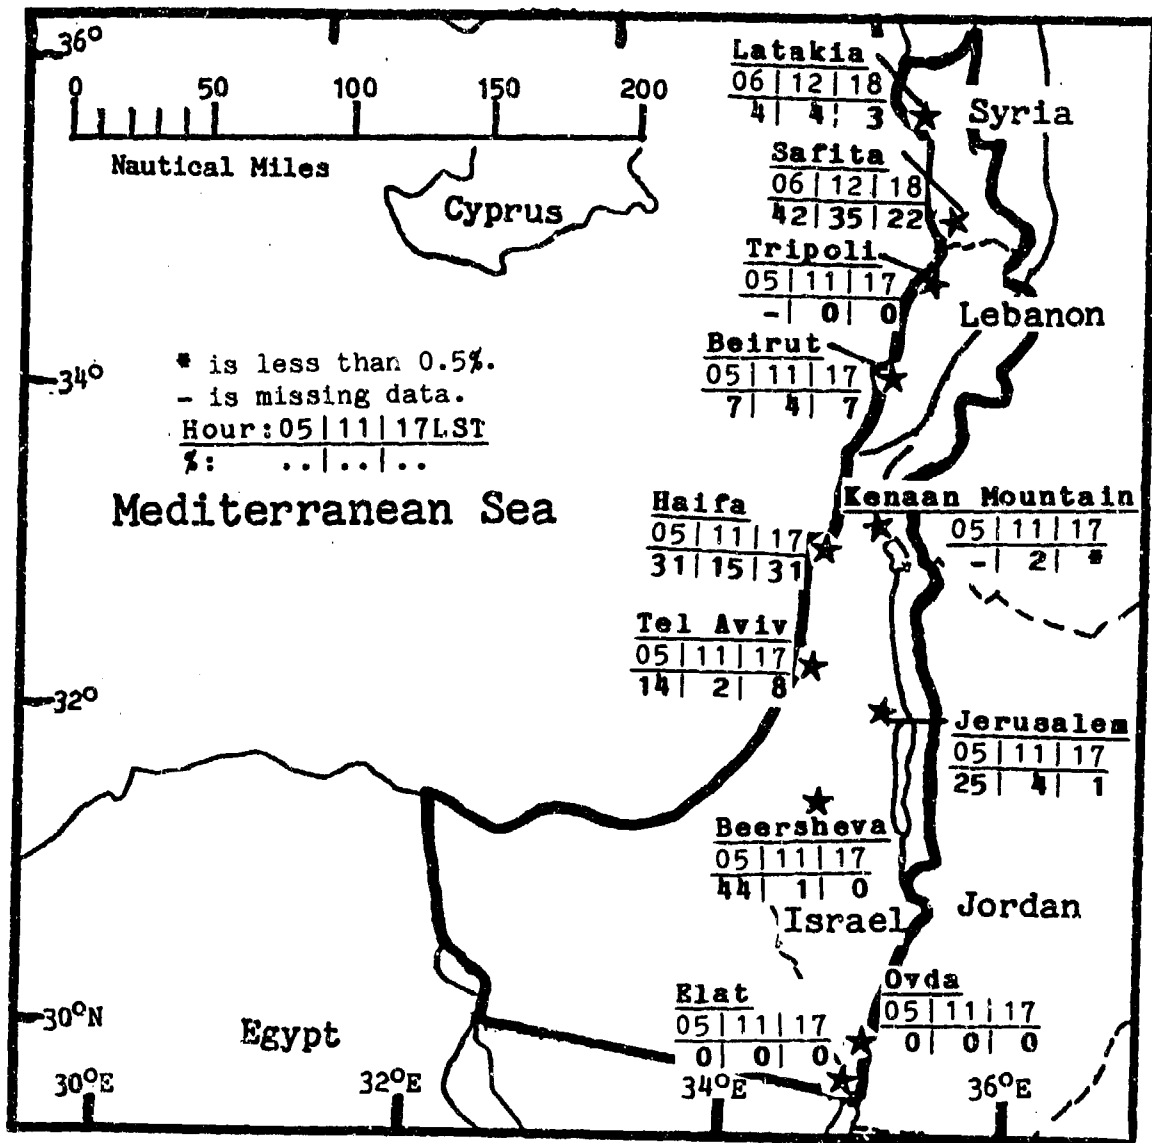 36°
0 50 100 150 200
Nautical Miles
Latakia
06|12|18
4| 4| 3
Syria
Safita
06|12|18
42|35|22
Cyprus
Tripoli
05|11|17
-| 0| 0
Lebanon
Beirut
05|11|17
7| 4| 7
* is less than 0.5%.
- is missing data.
Hour:05|11|17LST
%: ..|..|..
34°
Mediterranean Sea
Haifa
05|11|17
31|15|31
Kenaan Mountain
05|11|17
-| 2| *
Tel Aviv
05|11|17
14| 2| 8
32°
Jerusalem
05|11|17
25| 4| 1
Beersheva
05|11|17
44| 1| 0
Israel
Jordan
Ovda
05|11|17
0| 0| 0
Elat
05|11|17
0| 0| 0
30°N
Egypt
30°E
32°E
34°E
36°E